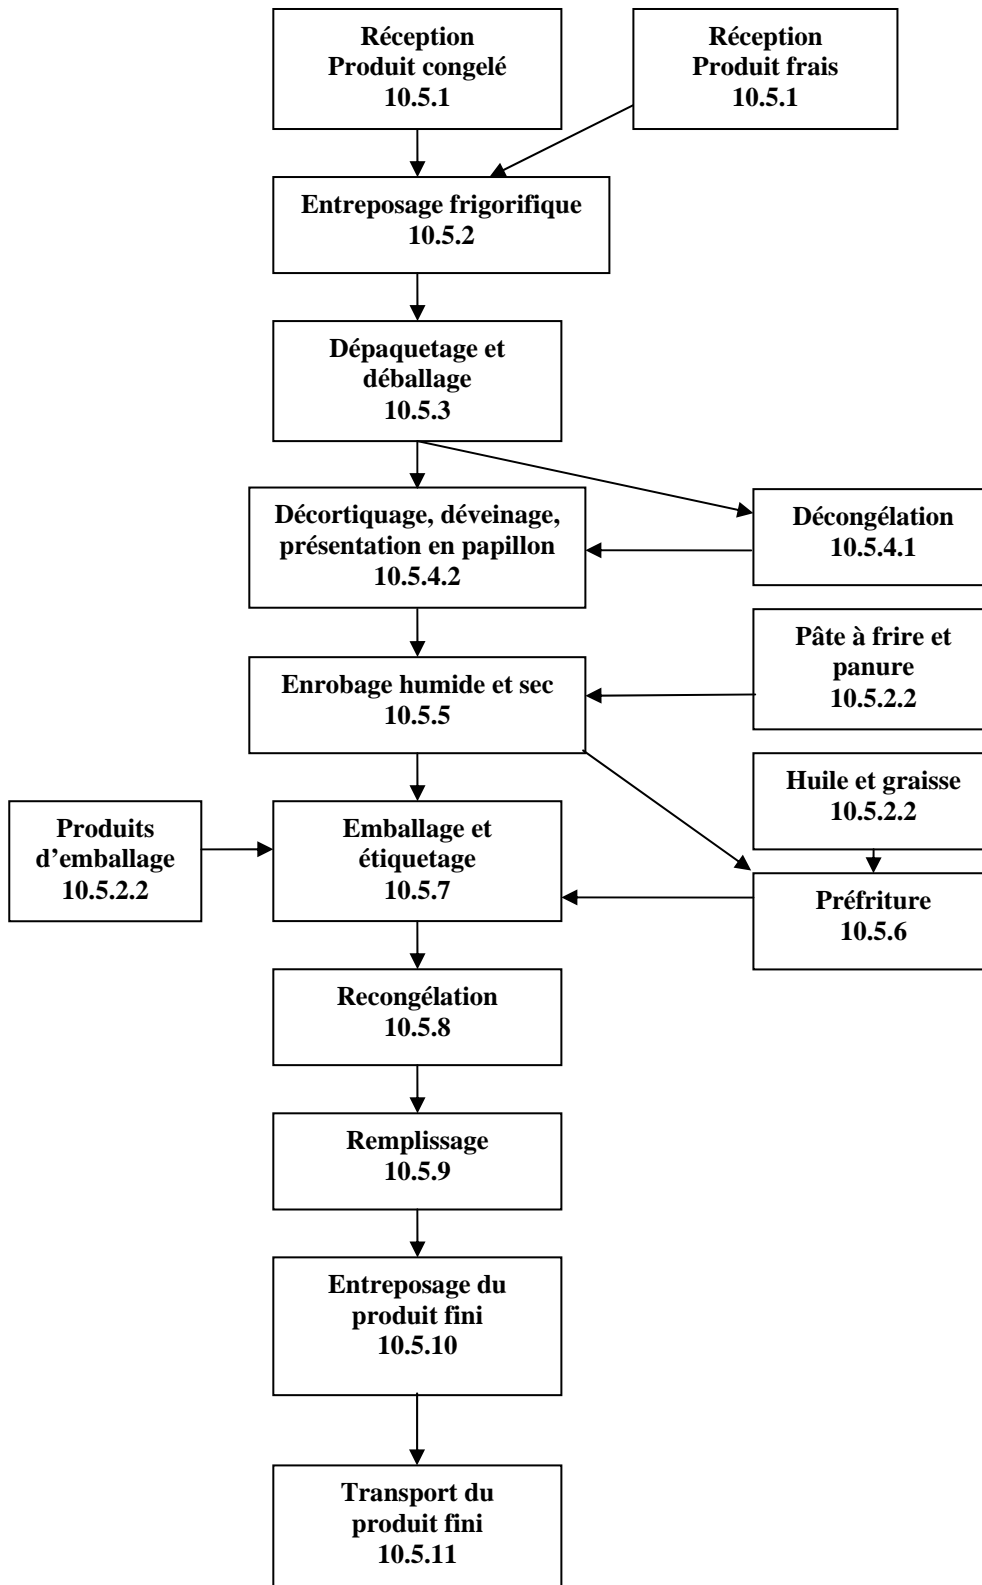 Réception
Produit congelé
10.5.1
Réception
Produit frais
10.5.1
Entreposage frigorifique
10.5.2
Dépaquetage et
déballage
10.5.3
Décortiquage, déveinage,
présentation en papillon
10.5.4.2
Décongélation
10.5.4.1
Pâte à frire et
panure
10.5.2.2
Enrobage humide et sec
10.5.5
Huile et graisse
10.5.2.2
Produits
d’emballage
10.5.2.2
Emballage et
étiquetage
10.5.7
Préfriture
10.5.6
Recongélation
10.5.8
Remplissage
10.5.9
Entreposage du
produit fini
10.5.10
Transport du
produit fini
10.5.11